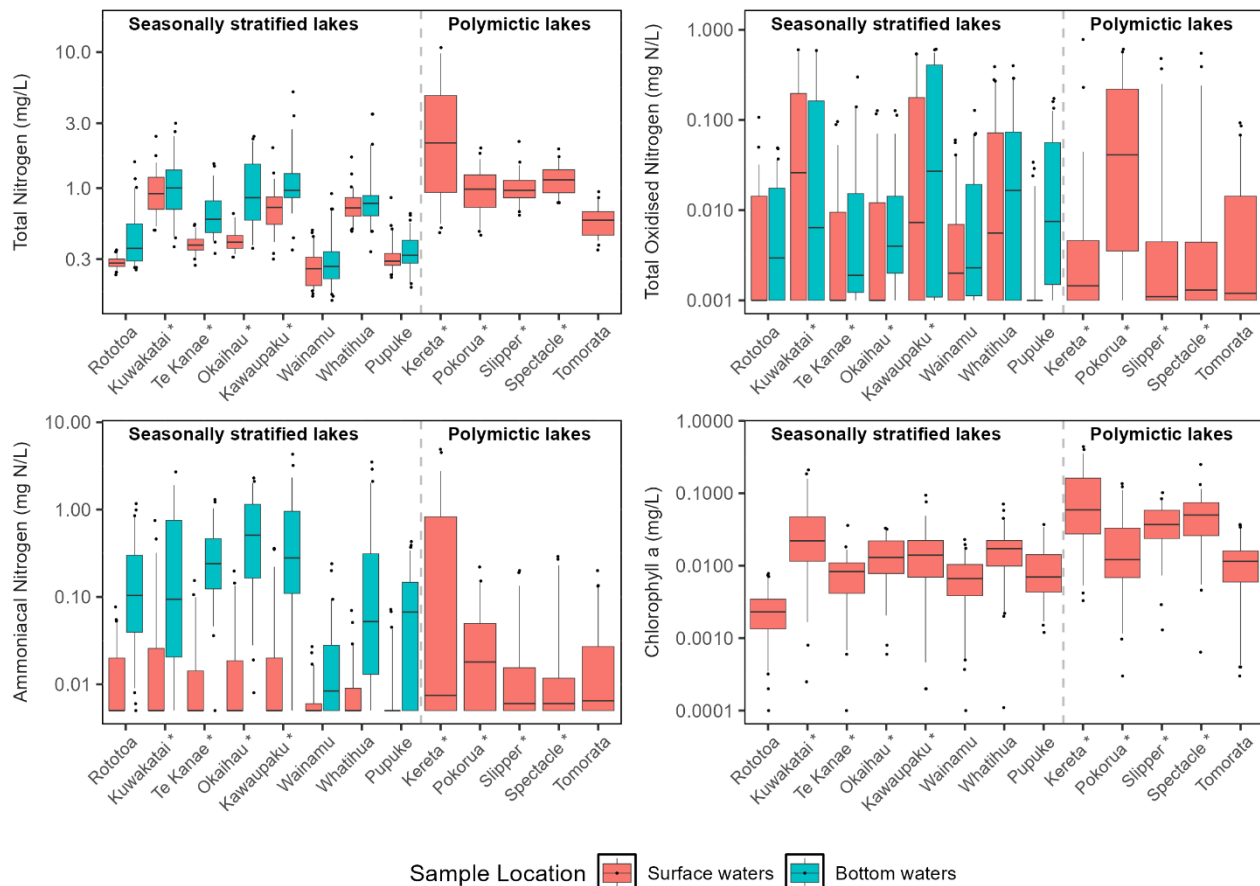 Total Nitrogen (mg/L)
Seasonally stratified lakes
Polymictic lakes
10.0
3.0
1.0
0.3
Rototoa
Kuwakatai *
Te Kanae *
Okaihau *
Kawaupaku *
Wainamu
Whatihua
Pupuke
Kereta *
Pokorua *
Slipper *
Spectacle *
Tomorata
Total Oxidised Nitrogen (mg N/L)
Seasonally stratified lakes
Polymictic lakes
1.000
0.100
0.010
0.001
Rototoa
Kuwakatai *
Te Kanae *
Okaihau *
Kawaupaku *
Wainamu
Whatihua
Pupuke
Kereta *
Pokorua *
Slipper *
Spectacle *
Tomorata
Ammoniacal Nitrogen (mg N/L)
Seasonally stratified lakes
Polymictic lakes
10.00
1.00
0.10
0.01
Rototoa
Kuwakatai *
Te Kanae *
Okaihau *
Kawaupaku *
Wainamu
Whatihua
Pupuke
Kereta *
Pokorua *
Slipper *
Spectacle *
Tomorata
Chlorophyll a (mg/L)
Seasonally stratified lakes
Polymictic lakes
1.0000
0.1000
0.0100
0.0010
0.0001
Rototoa
Kuwakatai *
Te Kanae *
Okaihau *
Kawaupaku *
Wainamu
Whatihua
Pupuke
Kereta *
Pokorua *
Slipper *
Spectacle *
Tomorata
Sample Location Surface waters Bottom waters